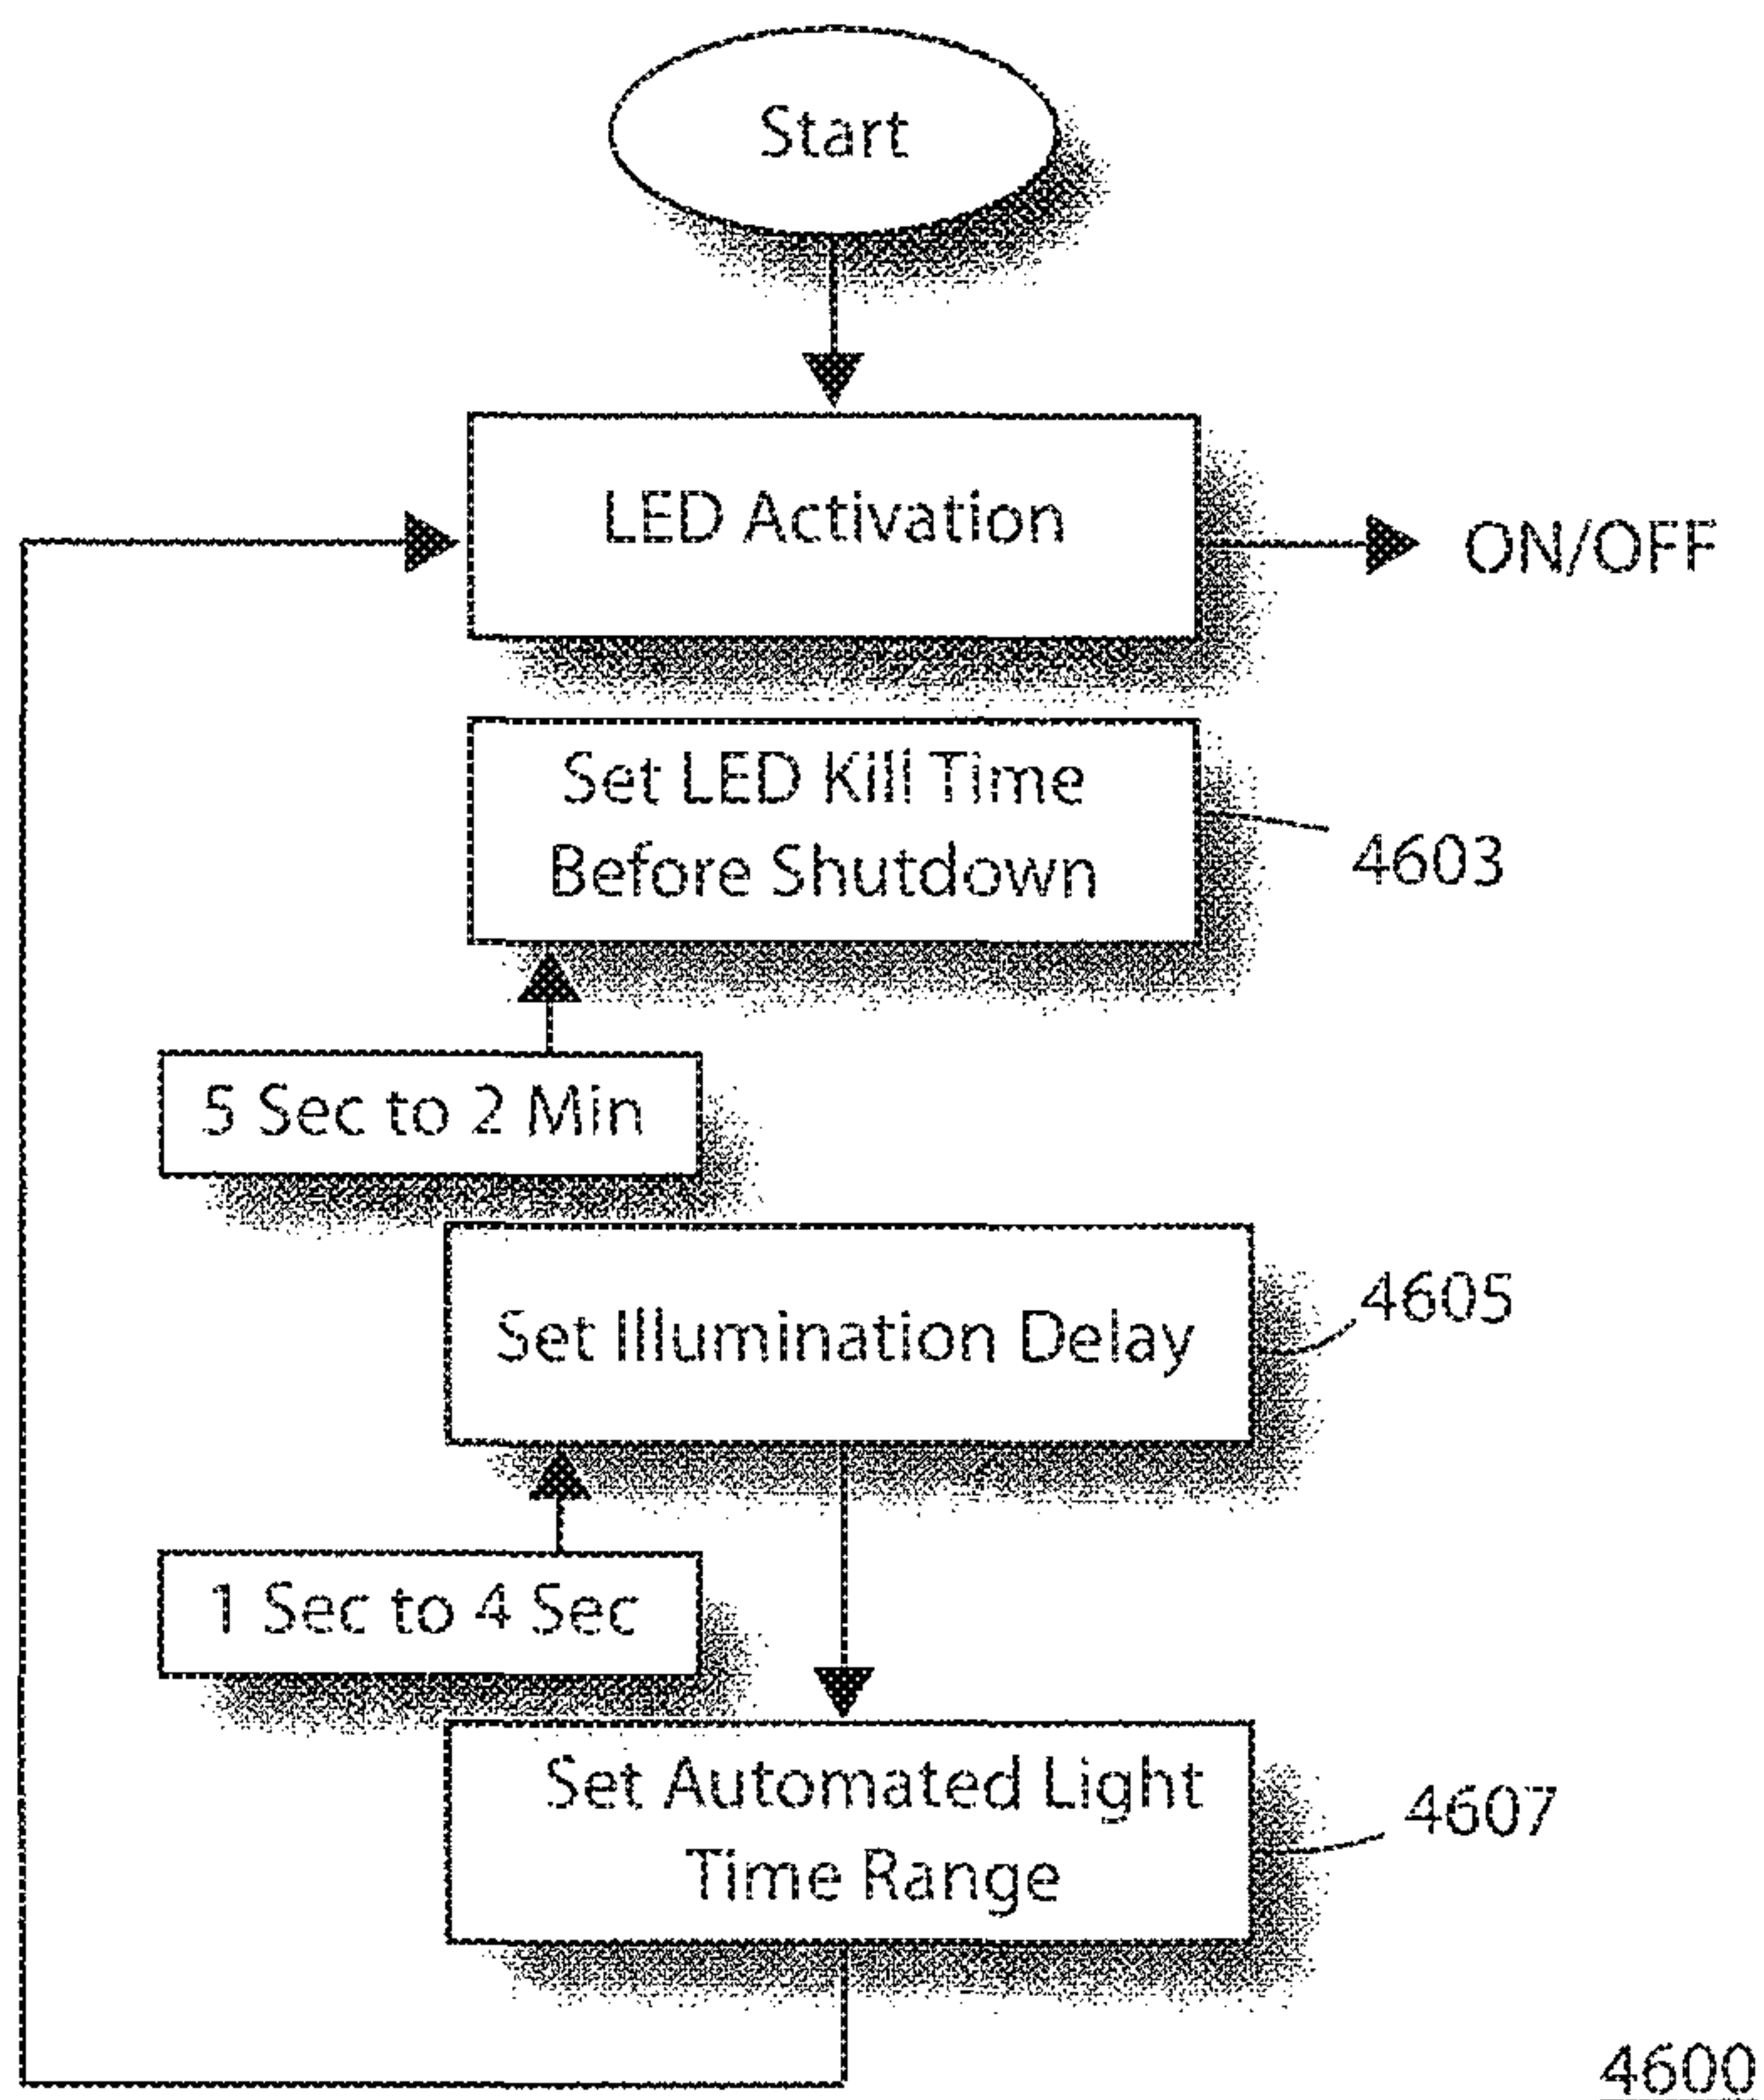 Start
LED Activation
ON/OFF
Set LED Kill Time
Before Shutdown
4603
5 Sec to 2 Min
4605
Set Illumination Delay
1 Sec to 4 Sec
Set Automated Light
4607
Time Range
4600